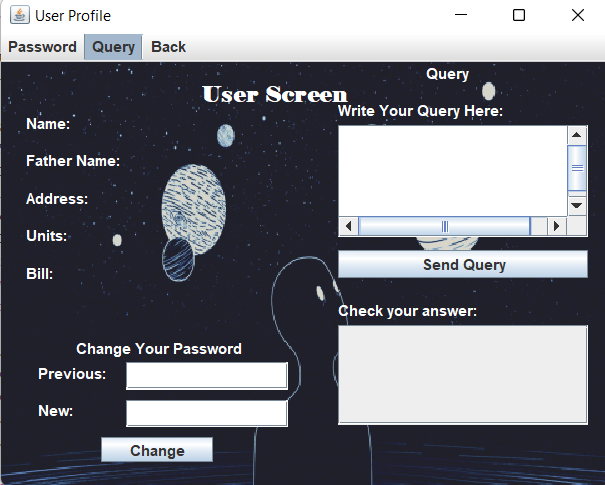 User Profile
Password Query Back
User Screen
Name:
Father Name:
Address:
Units:
Bill:
Change Your Password
Previous:
New:
Change
Query
Write Your Query Here:
Send Query
Check your answer: